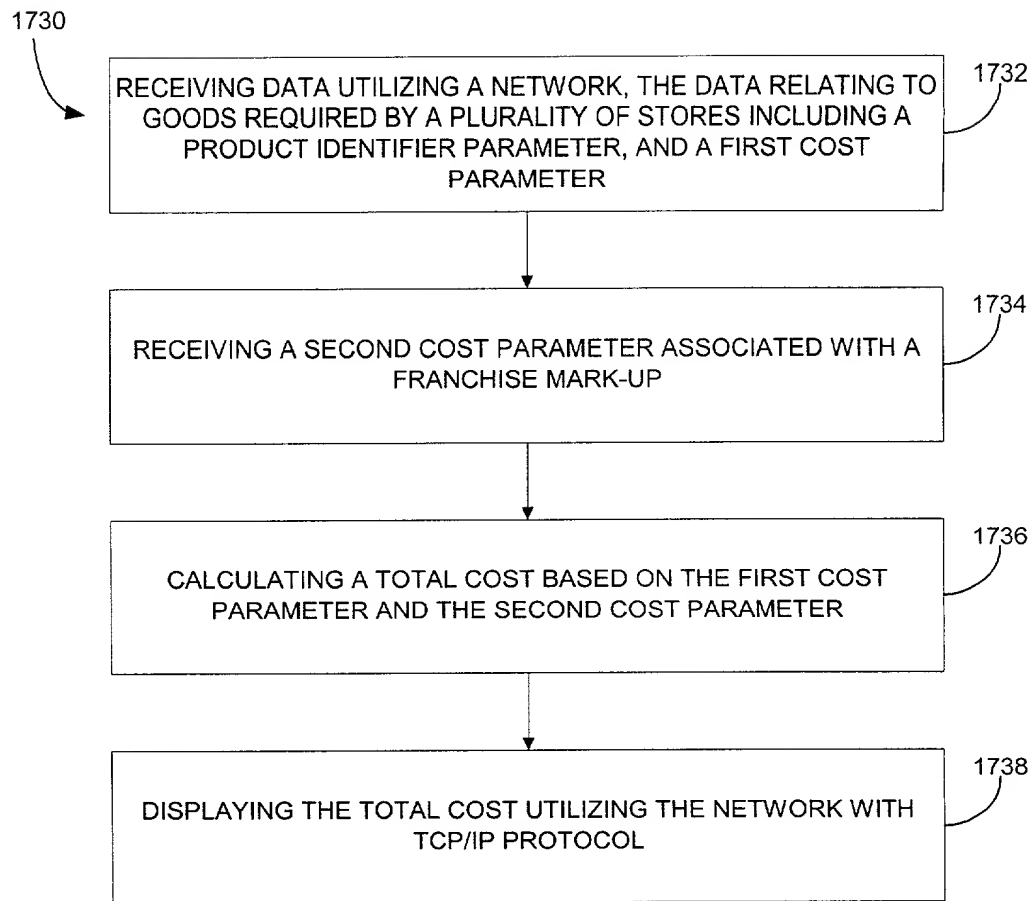 1730
1732
RECEIVING DATA UTILIZING A NETWORK, THE DATA RELATING TO
GOODS REQUIRED BY A PLURALITY OF STORES INCLUDING A
PRODUCT IDENTIFIER PARAMETER, AND A FIRST COST
PARAMETER
1734
RECEIVING A SECOND COST PARAMETER ASSOCIATED WITH A
FRANCHISE MARK-UP
1736
CALCULATING A TOTAL COST BASED ON THE FIRST COST
PARAMETER AND THE SECOND COST PARAMETER
1738
DISPLAYING THE TOTAL COST UTILIZING THE NETWORK WITH
TCP/IP PROTOCOL